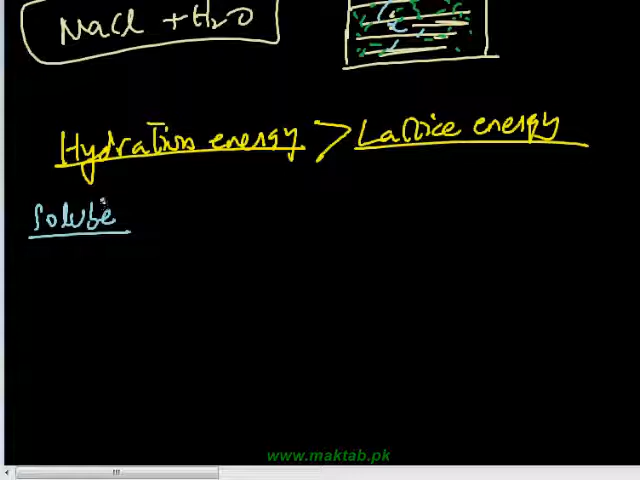 NaCl + H2O
Hydration energy > Lattice energy
Solube
www.maktab.pk